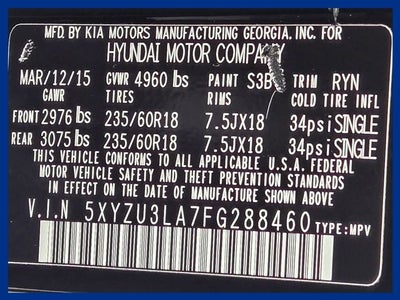 MFD. BY KIA MOTORS MANUFACTURING GEORGIA, INC. FOR
HYUNDAI MOTOR COMPANY
MAR/12/15 GVWR 4960 lbs PAINT S3B TRIM RYN
GAWR TIRES RIMS COLD TIRE INFL
FRONT 2976 lbs 235/60R18 7.5JX18 34psi SINGLE
REAR 3075 lbs 235/60R18 7.5JX18 34psi SINGLE
THIS VEHICLE CONFORMS TO ALL APPLICABLE U.S.A. FEDERAL
MOTOR VEHICLE SAFETY AND THEFT PREVENTION STANDARDS
IN EFFECT ON THE DATE OF MANUFACTURE SHOWN ABOVE
V.I.N 5XYZU3LA7FG288460 TYPE: MPV